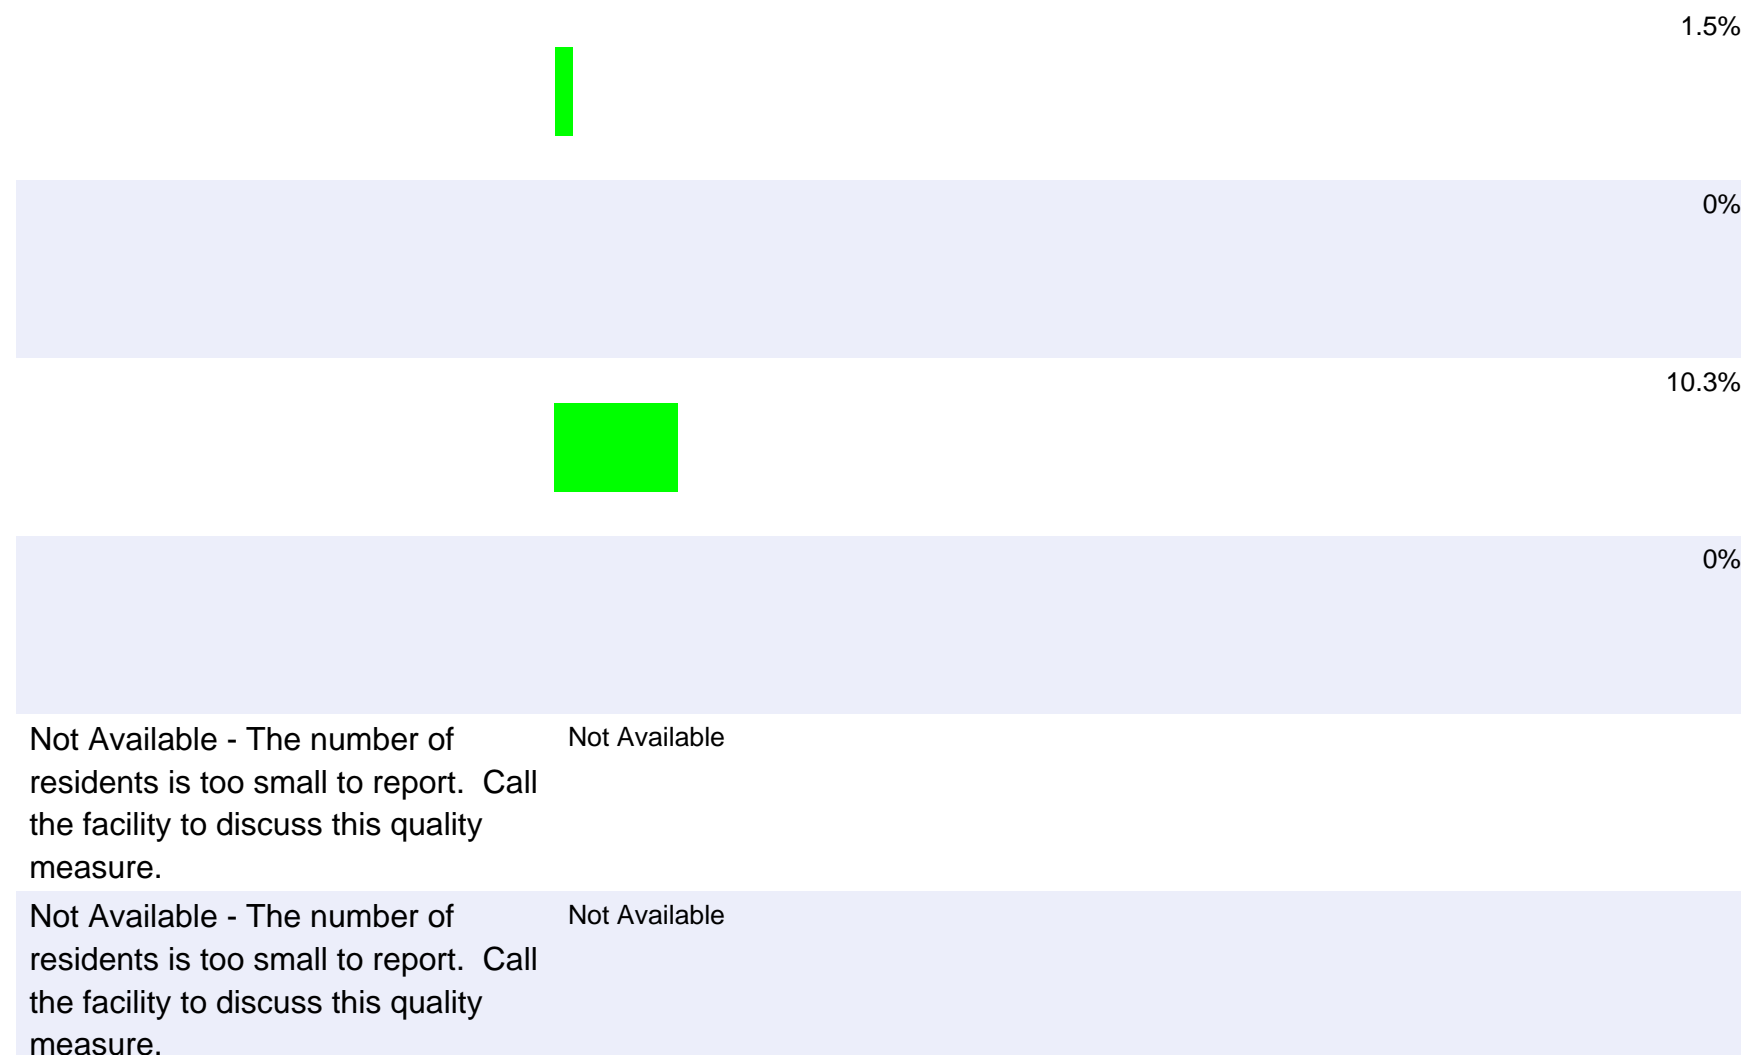 1.5%
0%
10.3%
0%
Not Available - The number of
residents is too small to report.  Call
the facility to discuss this quality
measure.
Not Available
Not Available - The number of
residents is too small to report.  Call
the facility to discuss this quality
measure.
Not Available